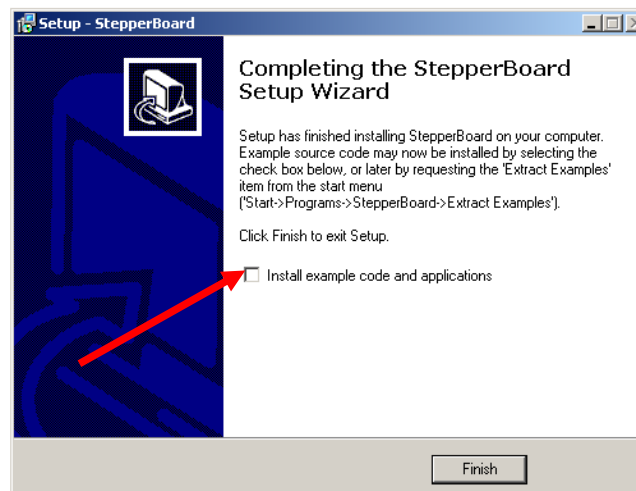 Setup - StepperBoard
Completing the StepperBoard
Setup Wizard
Setup has finished installing StepperBoard on your computer.
Example source code may now be installed by selecting the
check box below, or later by requesting the 'Extract Examples'
item from the start menu
('Start->Programs->StepperBoard->Extract Examples').
Click Finish to exit Setup.
Install example code and applications
Finish